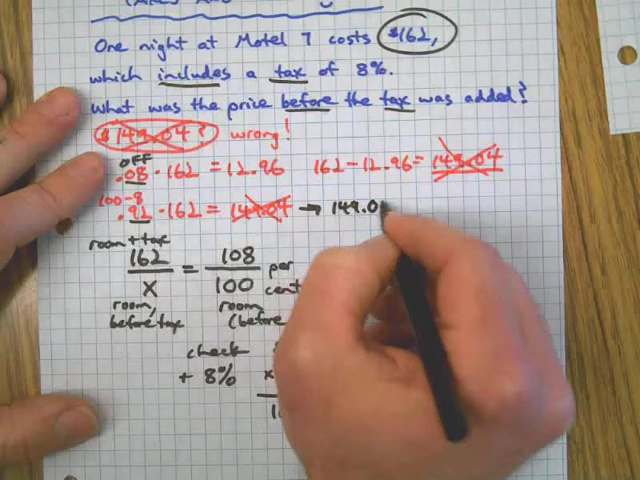 One night at Motel 7 costs $162,
which includes a tax of 8%.
What was the price before the tax was added?
$149.04? wrong!
OFF
.08 · 162 = 12.96 162 - 12.96 = 149.04
100-8
.92 · 162 = 149.04 → 149.0
room + tax
162 / x = 108 / 100 per cent
room, before tax room (before
check
+ 8%